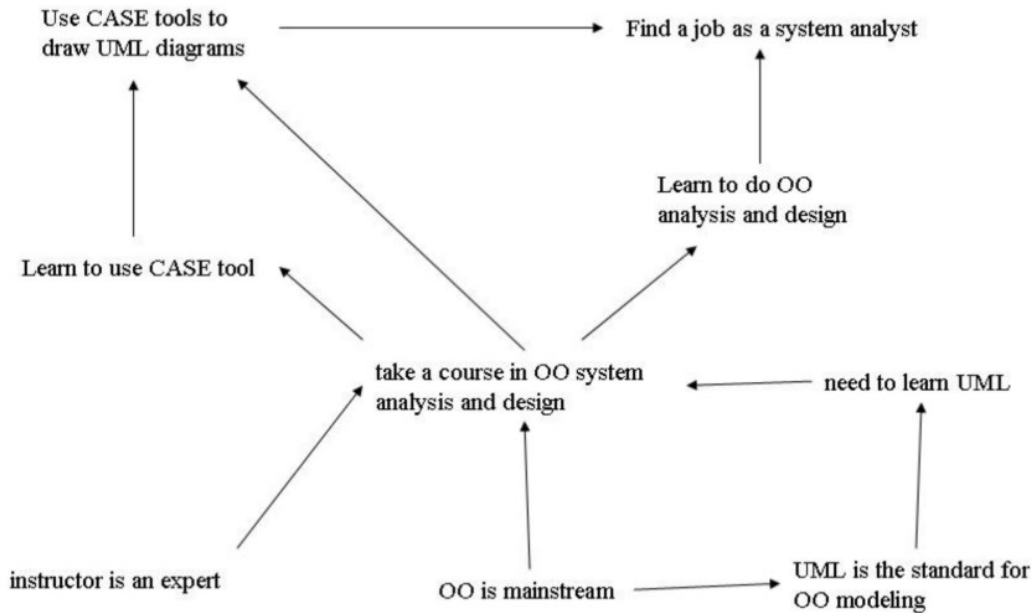 Use CASE tools to
draw UML diagrams
Find a job as a system analyst
Learn to do OO
analysis and design
Learn to use CASE tool
take a course in OO system
analysis and design
need to learn UML
instructor is an expert
OO is mainstream
UML is the standard for
OO modeling